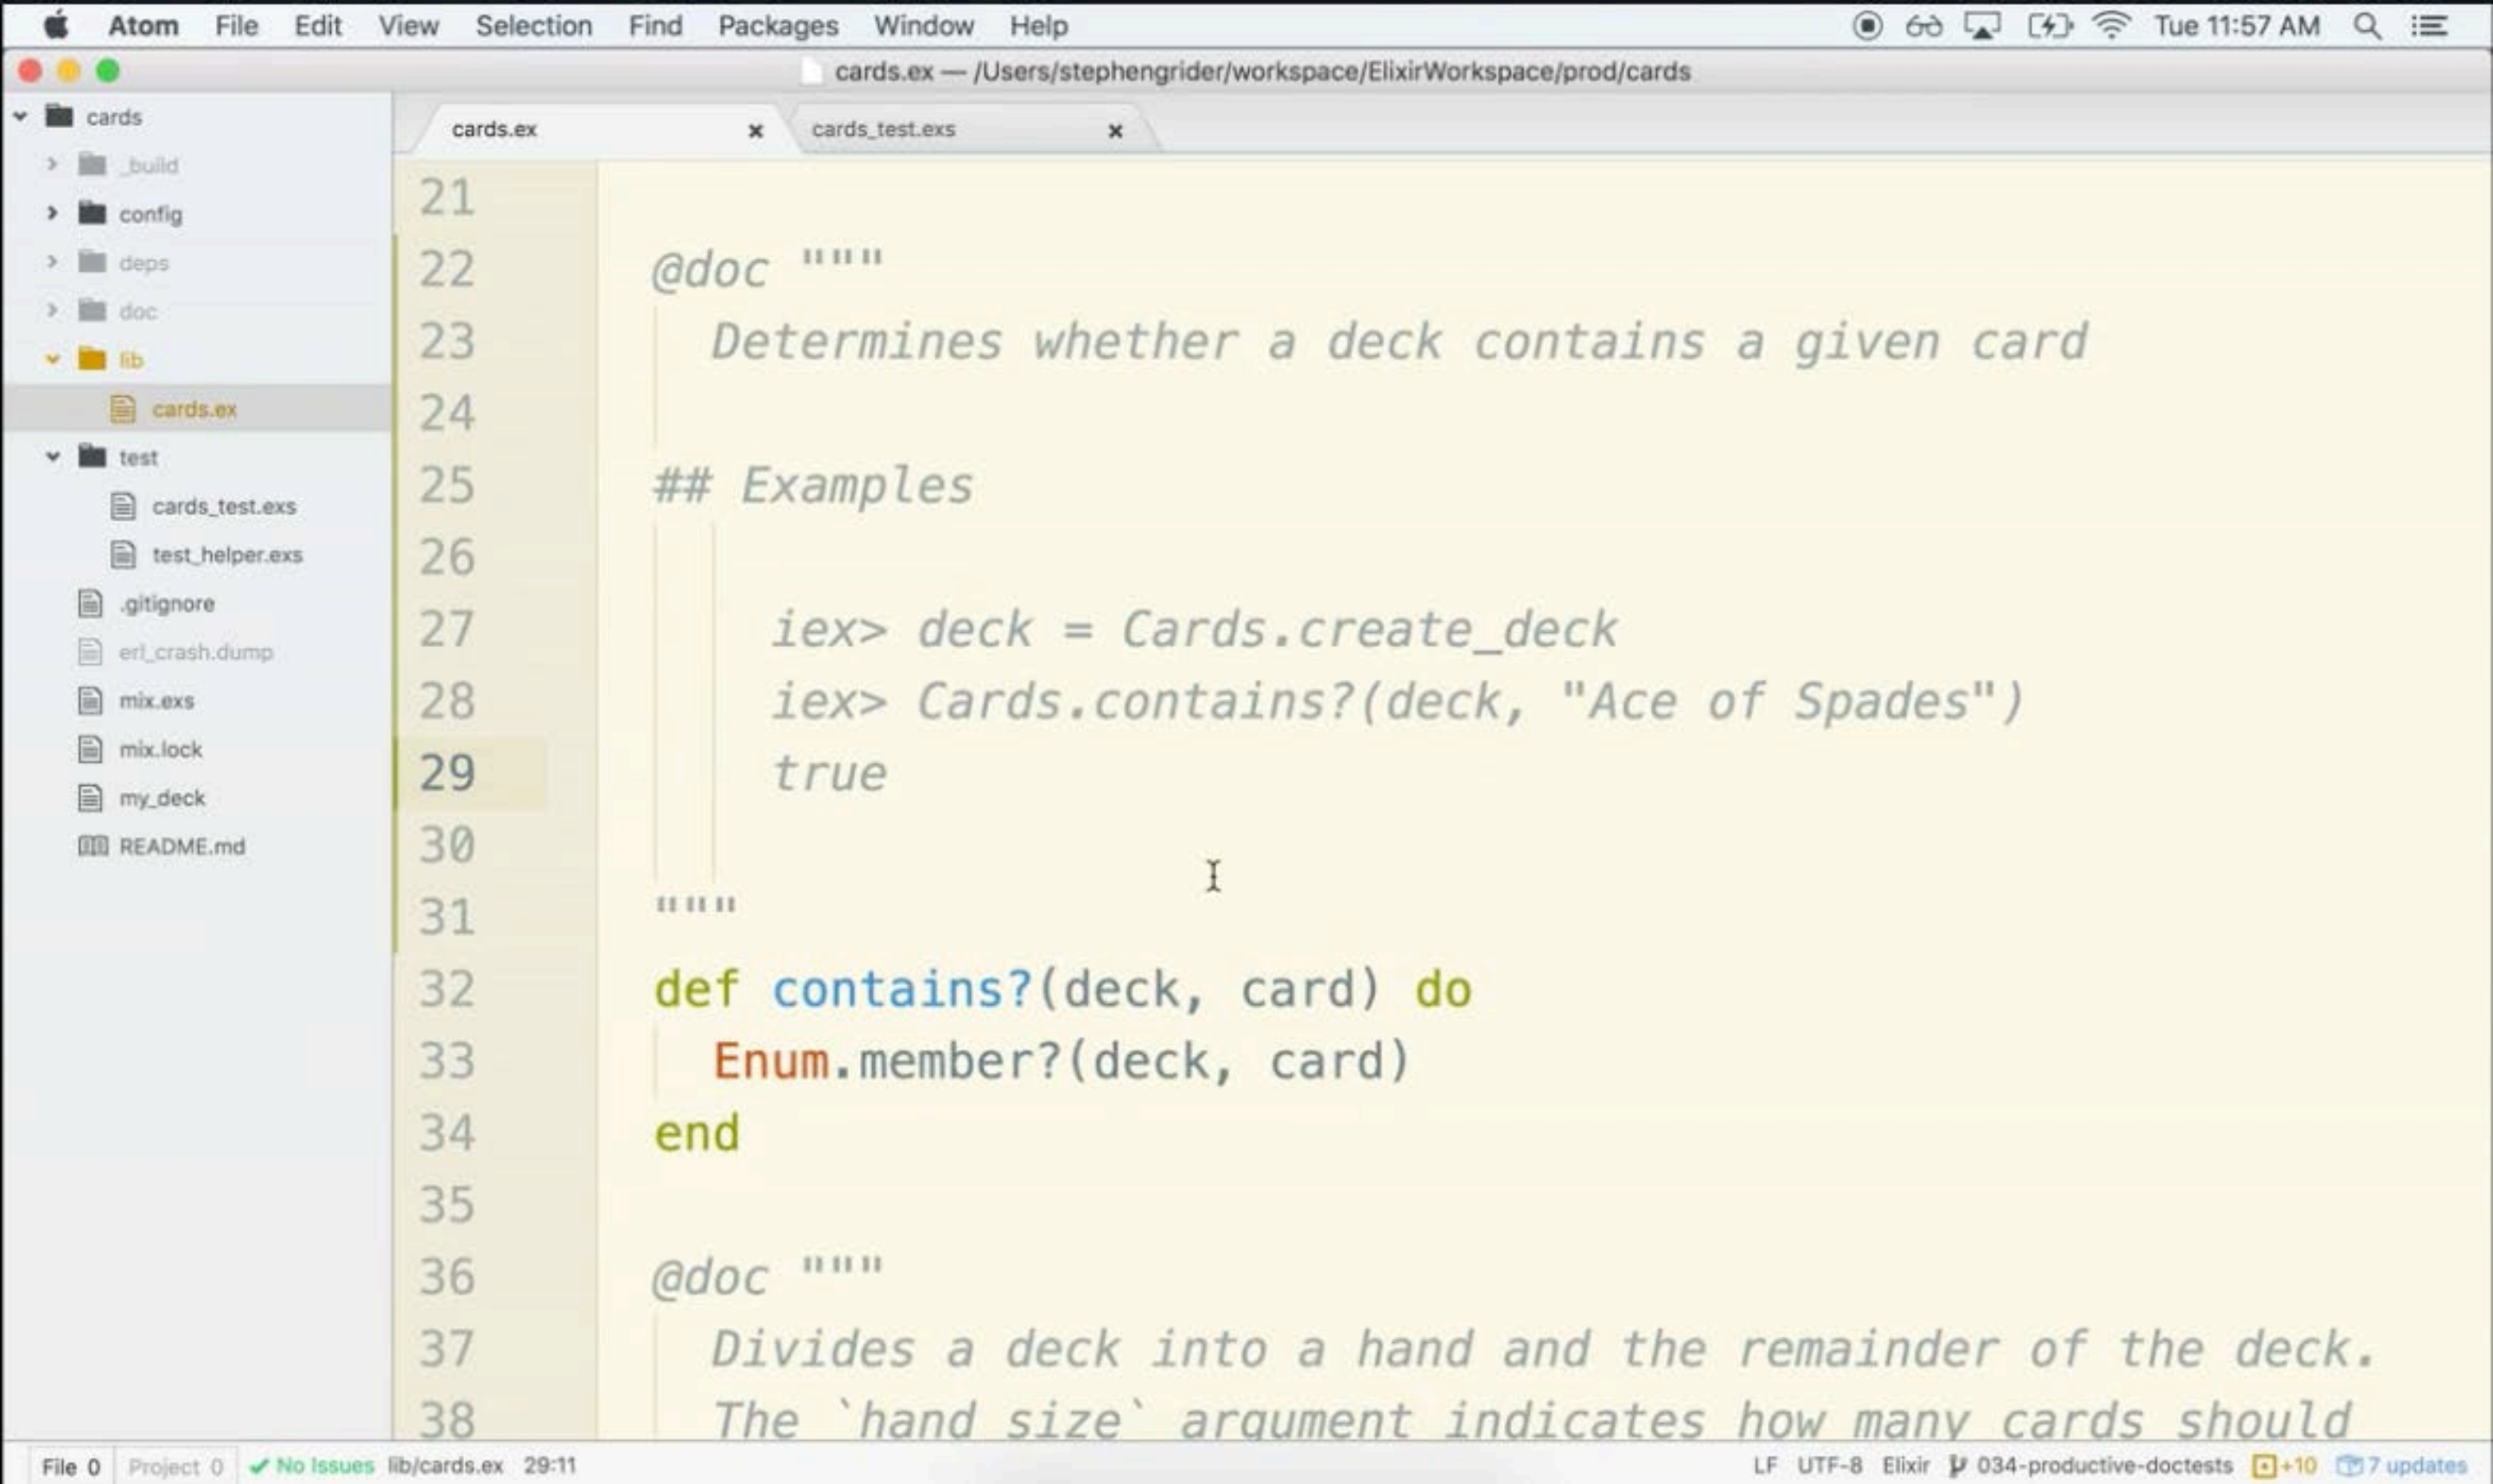 Atom File Edit View Selection Find Packages Window Help Tue 11:57 AM
cards.ex — /Users/stephengrider/workspace/ElixirWorkspace/prod/cards
cards
_build
config
deps
doc
lib
cards.ex
test
cards_test.exs
test_helper.exs
.gitignore
erl_crash.dump
mix.exs
mix.lock
my_deck
README.md
cards.ex cards_test.exs
21
22 @doc """
23 Determines whether a deck contains a given card
24
25 ## Examples
26
27 iex> deck = Cards.create_deck
28 iex> Cards.contains?(deck, "Ace of Spades")
29 true
30
31 """
32 def contains?(deck, card) do
33 Enum.member?(deck, card)
34 end
35
36 @doc """
37 Divides a deck into a hand and the remainder of the deck.
38 The `hand size` argument indicates how many cards should
File 0 Project 0 No Issues lib/cards.ex 29:11 LF UTF-8 Elixir 034-productive-doctests +10 7 updates